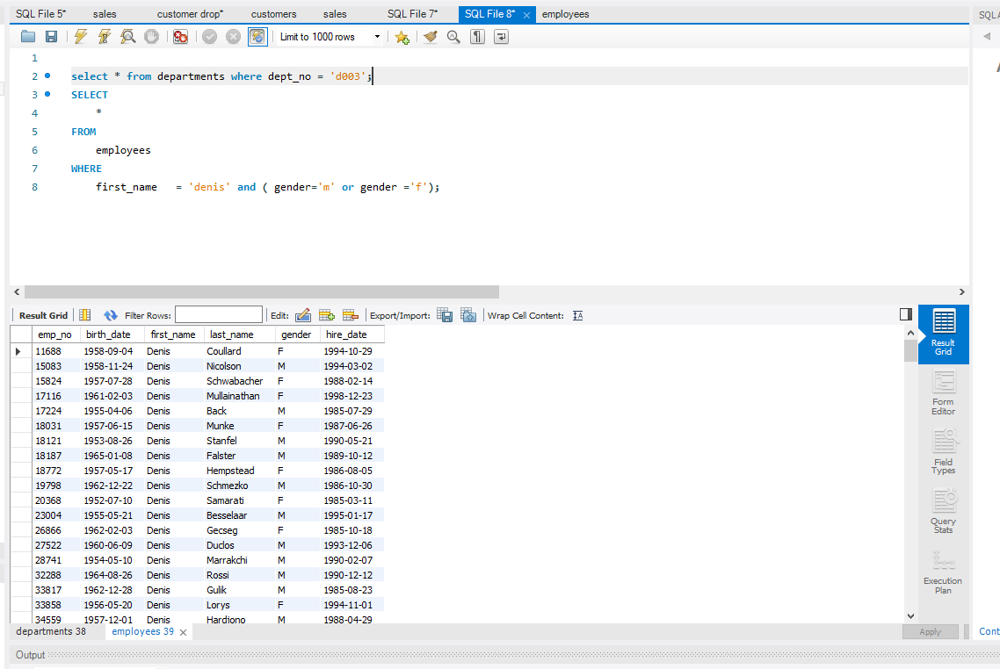 SQL File 5* sales customer drop* customers sales SQL File 7* SQL File 8* employees
Limit to 1000 rows
1
2 select * from departments where dept_no = 'd003';
3 SELECT
4 *
5 FROM
6 employees
7 WHERE
8 first_name = 'denis' and ( gender='m' or gender ='f');
Result Grid Filter Rows: Edit: Export/Import: Wrap Cell Content: IA
emp_no birth_date first_name last_name gender hire_date
11688 1958-09-04 Denis Coullard F 1994-10-29
15083 1958-11-24 Denis Nicolson M 1994-03-02
15824 1957-07-28 Denis Schwabacher F 1988-02-14
17116 1961-02-03 Denis Mullainathan F 1998-12-23
17224 1955-04-06 Denis Back M 1985-07-29
18031 1957-06-15 Denis Munke F 1987-06-26
18121 1953-08-26 Denis Stanfel M 1990-05-21
18187 1965-01-08 Denis Falster M 1989-10-12
18772 1957-05-17 Denis Hempstead F 1986-08-05
19798 1962-12-22 Denis Schmezko M 1986-10-30
20368 1952-07-10 Denis Samarati F 1985-03-11
23004 1955-05-21 Denis Besselaar M 1995-01-17
26866 1962-02-03 Denis Gecseg F 1985-10-18
27522 1960-06-09 Denis Duclos M 1993-12-06
28741 1954-05-10 Denis Marrakchi M 1990-02-07
32288 1964-08-26 Denis Rossi M 1990-12-12
33817 1962-12-28 Denis Gulik M 1985-08-23
33858 1956-05-20 Denis Lorys F 1994-11-01
34559 1957-12-01 Denis Hardjono M 1988-04-29
Result
Grid
Form
Editor
Field
Types
Query
Stats
Execution
Plan
departments 38 employees 39 Apply
Output
SQLA
Cont